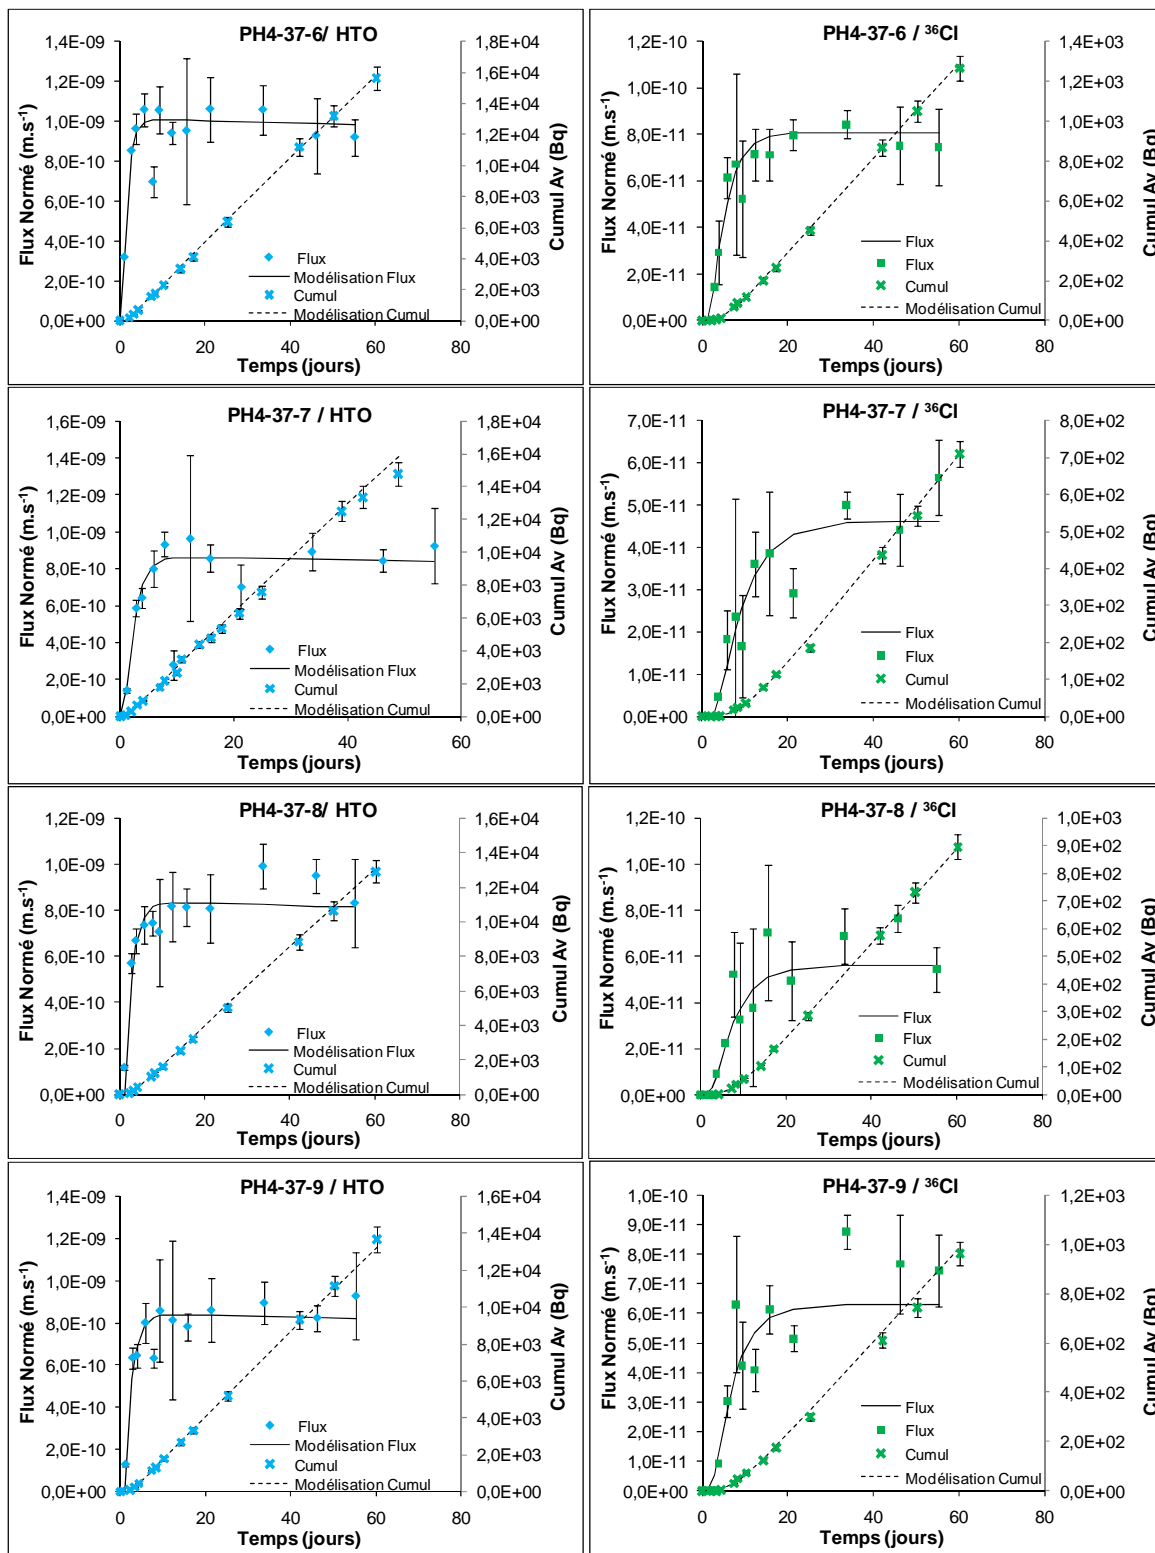 PH4-37-6/ HTO
Flux Normé (m.s⁻¹)
1,4E-09
1,2E-09
1,0E-09
8,0E-10
6,0E-10
4,0E-10
2,0E-10
0,0E+00
1,8E+04
1,6E+04
1,4E+04
1,2E+04
1,0E+04
8,0E+03
6,0E+03
4,0E+03
2,0E+03
0,0E+00
Cumul Av (Bq)
Flux
Modélisation Flux
Cumul
Modélisation Cumul
0 20 40 60 80
Temps (jours)
PH4-37-6 / ³⁶Cl
Flux Normé (m.s⁻¹)
1,2E-10
1,0E-10
8,0E-11
6,0E-11
4,0E-11
2,0E-11
0,0E+00
1,4E+03
1,2E+03
1,0E+03
8,0E+02
6,0E+02
4,0E+02
2,0E+02
0,0E+00
Cumul Av (Bq)
Flux
Flux
Cumul
Modélisation Cumul
0 20 40 60 80
Temps (jours)
PH4-37-7 / HTO
Flux Normé (m.s⁻¹)
1,6E-09
1,4E-09
1,2E-09
1,0E-09
8,0E-10
6,0E-10
4,0E-10
2,0E-10
0,0E+00
1,8E+04
1,6E+04
1,4E+04
1,2E+04
1,0E+04
8,0E+03
6,0E+03
4,0E+03
2,0E+03
0,0E+00
Cumul Av (Bq)
Flux
Modélisation Flux
Cumul
Modélisation Cumul
0 20 40 60
Temps (jours)
PH4-37-7 / ³⁶Cl
Flux Normé (m.s⁻¹)
7,0E-11
6,0E-11
5,0E-11
4,0E-11
3,0E-11
2,0E-11
1,0E-11
0,0E+00
8,0E+02
7,0E+02
6,0E+02
5,0E+02
4,0E+02
3,0E+02
2,0E+02
1,0E+02
0,0E+00
Cumul Av (Bq)
Flux
Flux
Cumul
Modélisation Cumul
0 20 40 60 80
Temps (jours)
PH4-37-8/ HTO
Flux Normé (m.s⁻¹)
1,2E-09
1,0E-09
8,0E-10
6,0E-10
4,0E-10
2,0E-10
0,0E+00
1,6E+04
1,4E+04
1,2E+04
1,0E+04
8,0E+03
6,0E+03
4,0E+03
2,0E+03
0,0E+00
Cumul Av (Bq)
Flux
Modélisation Flux
Cumul
Modélisation Cumul
0 20 40 60 80
Temps (jours)
PH4-37-8 / ³⁶Cl
Flux Normé (m.s⁻¹)
1,2E-10
1,0E-10
8,0E-11
6,0E-11
4,0E-11
2,0E-11
0,0E+00
1,0E+03
9,0E+02
8,0E+02
7,0E+02
6,0E+02
5,0E+02
4,0E+02
3,0E+02
2,0E+02
1,0E+02
0,0E+00
Cumul Av (Bq)
Flux
Flux
Cumul
Modélisation Cumul
0 20 40 60 80
Temps (jours)
PH4-37-9 / HTO
Flux Normé (m.s⁻¹)
1,4E-09
1,2E-09
1,0E-09
8,0E-10
6,0E-10
4,0E-10
2,0E-10
0,0E+00
1,6E+04
1,4E+04
1,2E+04
1,0E+04
8,0E+03
6,0E+03
4,0E+03
2,0E+03
0,0E+00
Cumul Av (Bq)
Flux
Modélisation Flux
Cumul
Modélisation Cumul
0 20 40 60 80
Temps (jours)
PH4-37-9 / ³⁶Cl
Flux Normé (m.s⁻¹)
1,0E-10
9,0E-11
8,0E-11
7,0E-11
6,0E-11
5,0E-11
4,0E-11
3,0E-11
2,0E-11
1,0E-11
0,0E+00
1,2E+03
1,0E+03
8,0E+02
6,0E+02
4,0E+02
2,0E+02
0,0E+00
Cumul Av (Bq)
Flux
Flux
Cumul
Modélisation Cumul
0 20 40 60 80
Temps (jours)